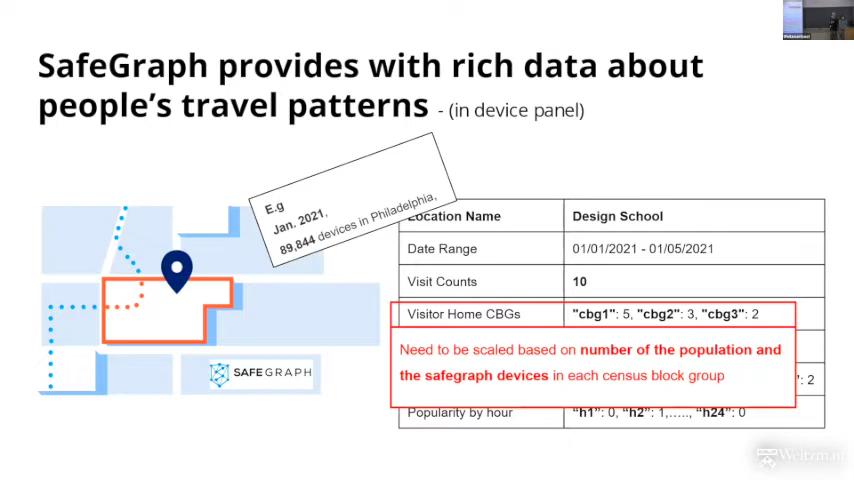 SafeGraph provides with rich data about
people's travel patterns - (in device panel)
E.g
Jan. 2021,
89,844 devices in Philadelphia,
Location Name
Design School
Date Range
01/01/2021 - 01/05/2021
Visit Counts
10
Visitor Home CBGs
"cbg1": 5, "cbg2": 3, "cbg3": 2
Need to be scaled based on number of the population and
the safegraph devices in each census block group
": 2
Popularity by hour
"h1": 0, "h2": 1,....., "h24": 0
SAFEGRAPH
Weitzman